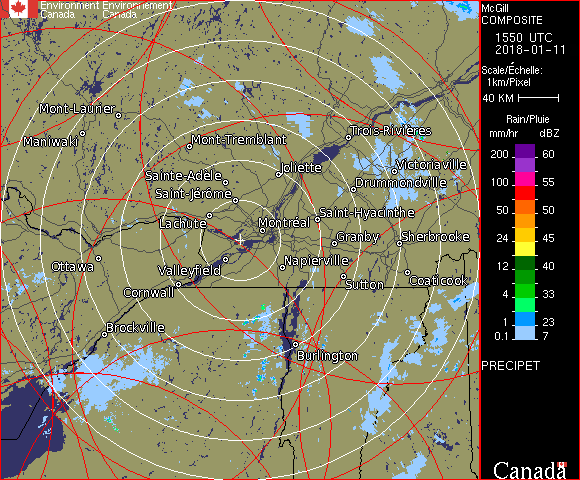 Environment Environnement
Canada Canada
Mont-Laurier
Maniwaki
Mont-Tremblant
Trois-Rivières
Joliette
Victoriaville
Sainte-Adèle
Drummondville
Saint-Jérôme
Lachute
Saint-Hyacinthe
Montréal
Granby
Sherbrooke
Ottawa
Valleyfield
Napierville
Coaticook
Cornwall
Sutton
Brockville
Burlington
McGill
COMPOSITE
1550 UTC
2018-01-11
Scale/Échelle:
1km/Pixel
40 KM
Rain/Pluie
mm/hr dBZ
200 60
100 55
50 50
24 45
12 40
4 33
1 23
0.1 7
PRECIPET
Canada